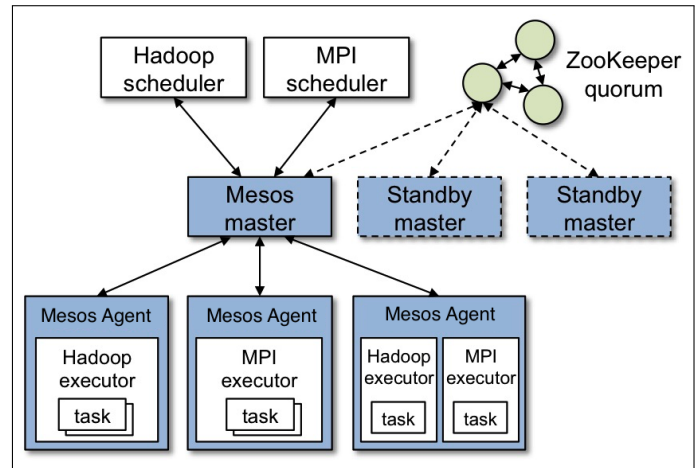 Hadoop
scheduler
MPI
scheduler
ZooKeeper
quorum
Mesos
master
Standby
master
Standby
master
Mesos Agent
Hadoop
executor
task
Mesos Agent
MPI
executor
task
Mesos Agent
Hadoop
executor
task
MPI
executor
task